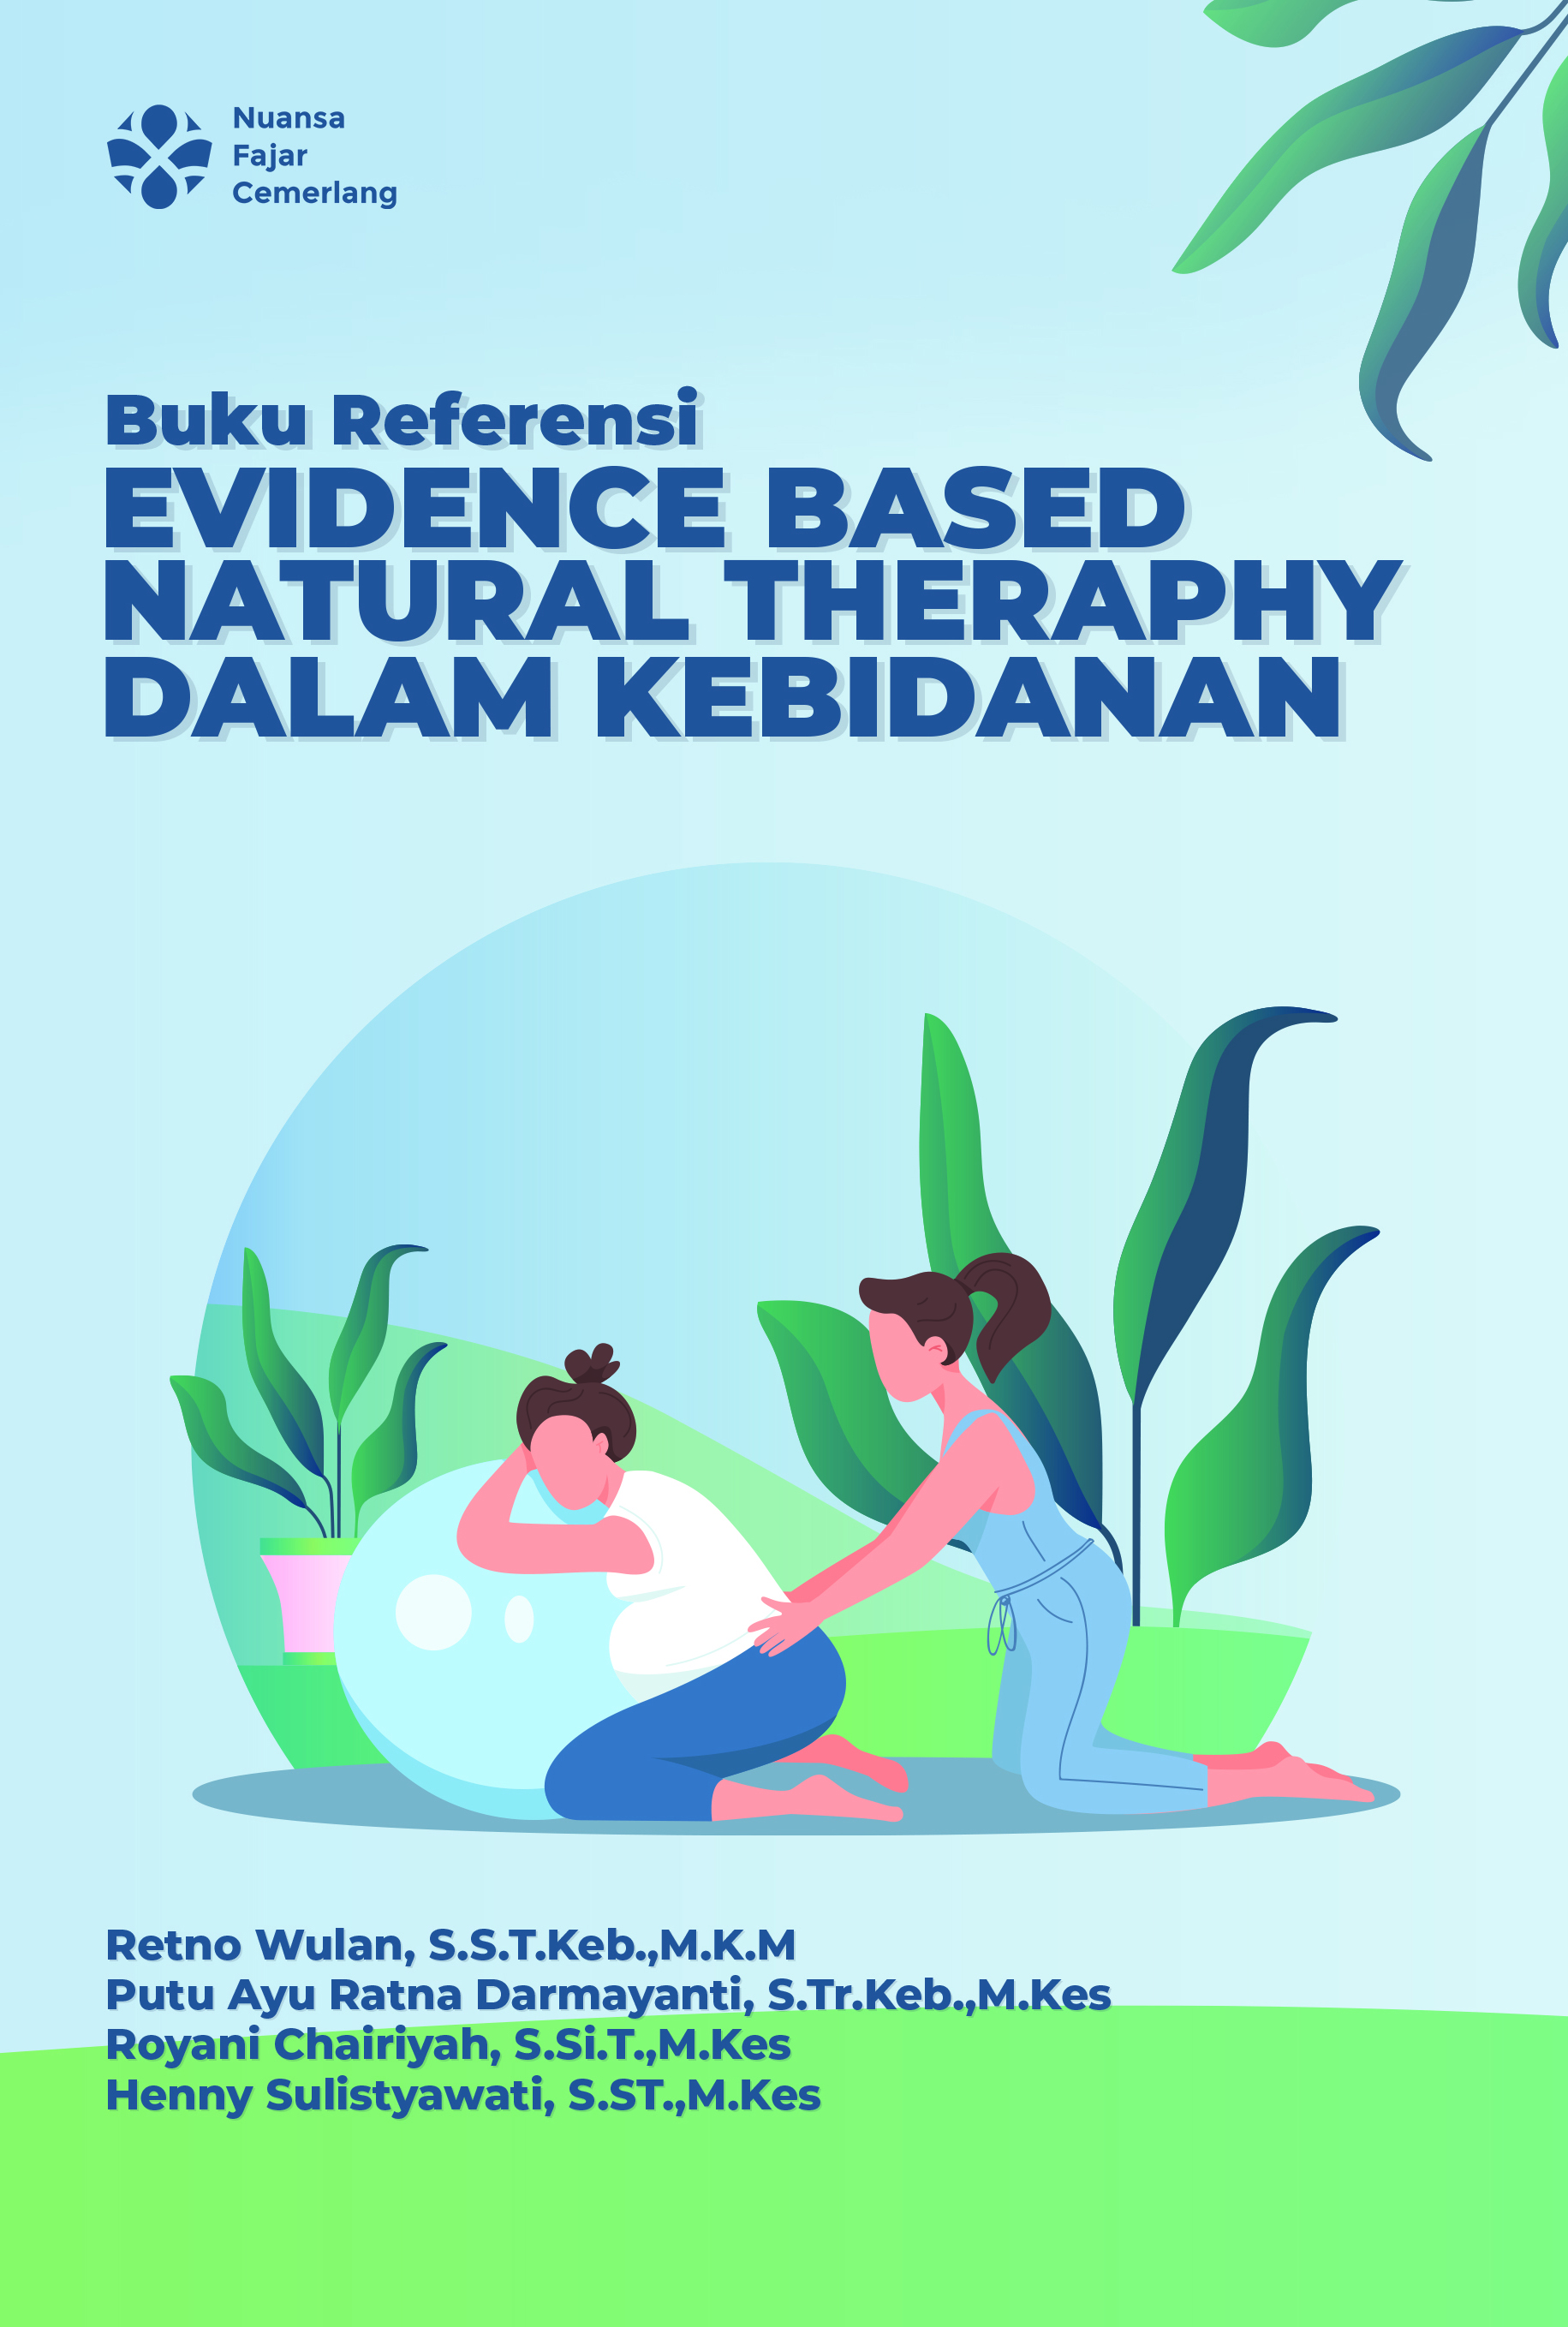 Nuansa
Fajar
Cemerlang
Buku Referensi
EVIDENCE BASED
NATURAL THERAPHY
DALAM KEBIDANAN
Retno Wulan, S.S.T.Keb.,M.K.M
Putu Ayu Ratna Darmayanti, S.Tr.Keb.,M.Kes
Royani Chairiyah, S.Si.T.,M.Kes
Henny Sulistyawati, S.ST.,M.Kes